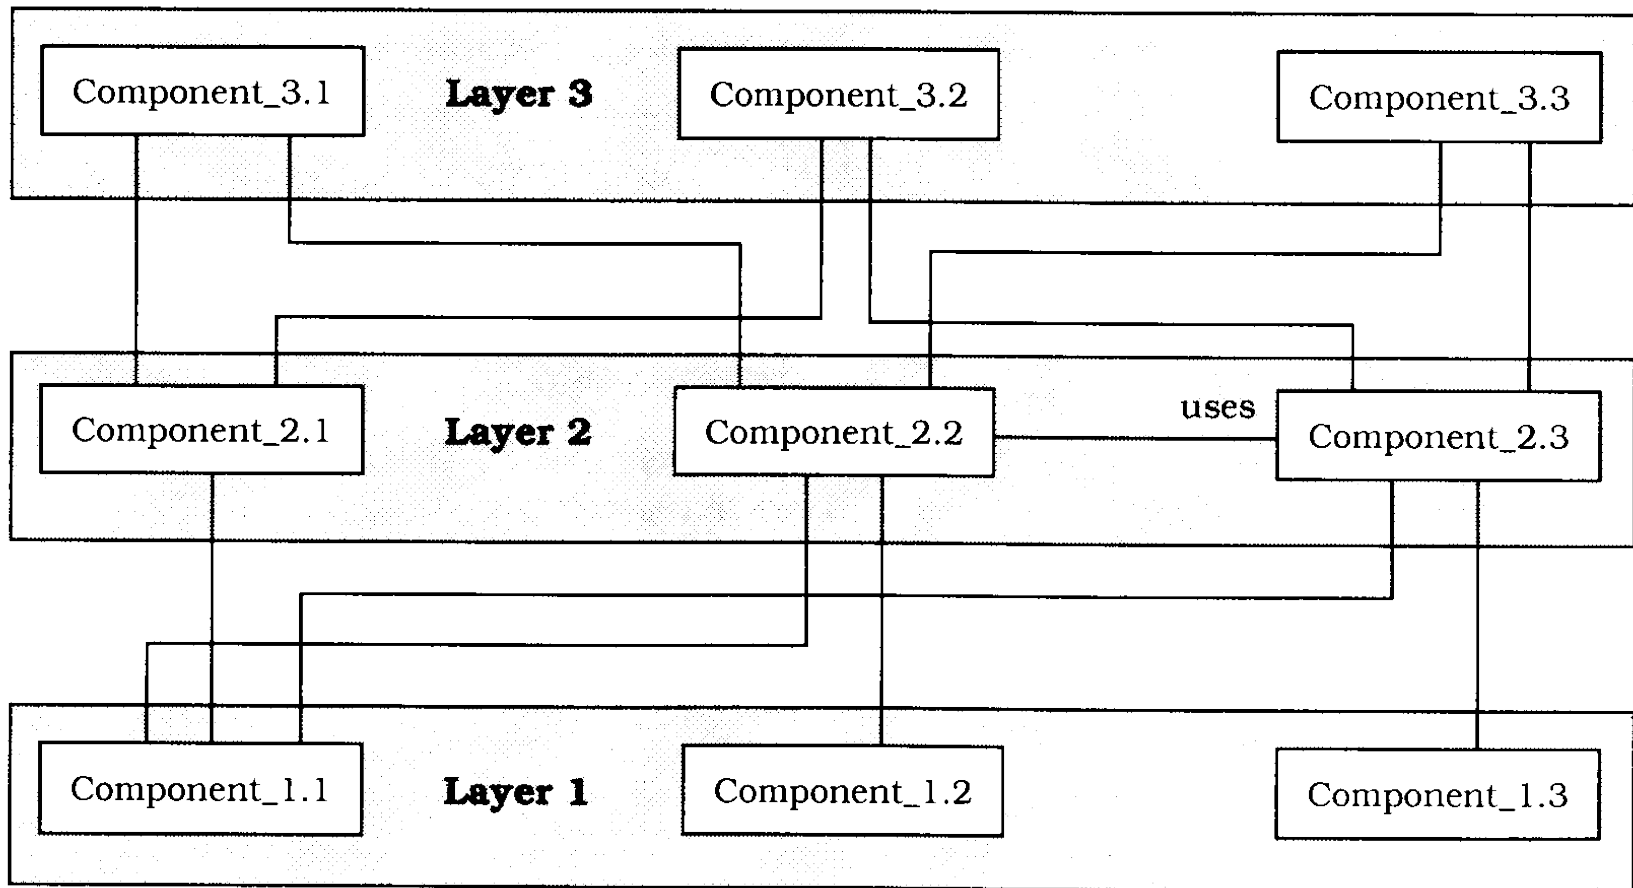 Component_3.1
Layer 3
Component_3.2
Component_3.3
Component_2.1
Layer 2
Component_2.2
uses
Component_2.3
Component_1.1
Layer 1
Component_1.2
Component_1.3